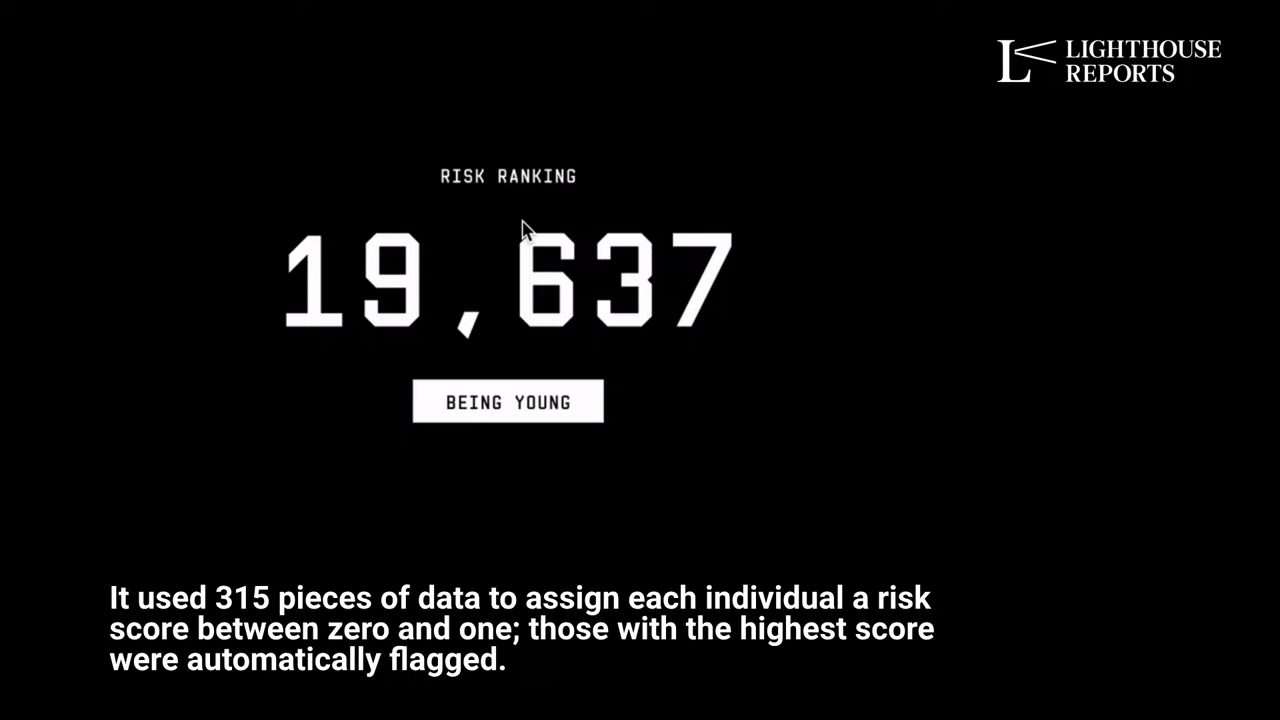 LIGHTHOUSE
REPORTS
RISK RANKING
19,637
BEING YOUNG
It used 315 pieces of data to assign each individual a risk
score between zero and one; those with the highest score
were automatically flagged.